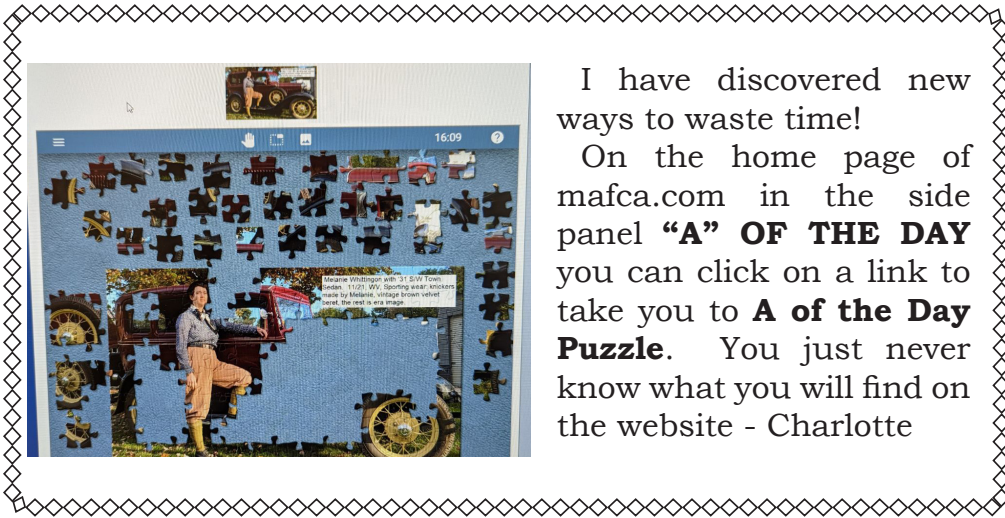 16:09
?
Melanie Whittington with '31 S/W Town
Sedan. 11/21, WV, Sporting wear: knickers
made by Melanie, vintage brown velvet
beret, the rest is era image.
I have discovered new
ways to waste time!
On the home page of
mafca.com in the side
panel “A” OF THE DAY
you can click on a link to
take you to A of the Day
Puzzle. You just never
know what you will find on
the website - Charlotte